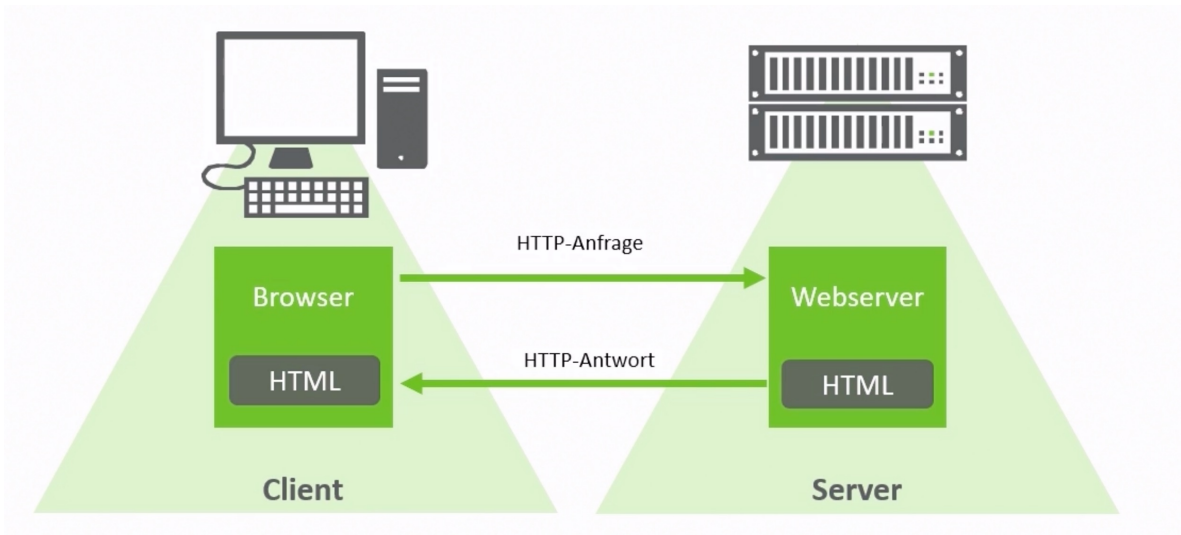 HTTP-Anfrage
Browser
Webserver
HTTP-Antwort
HTML
HTML
Client
Server